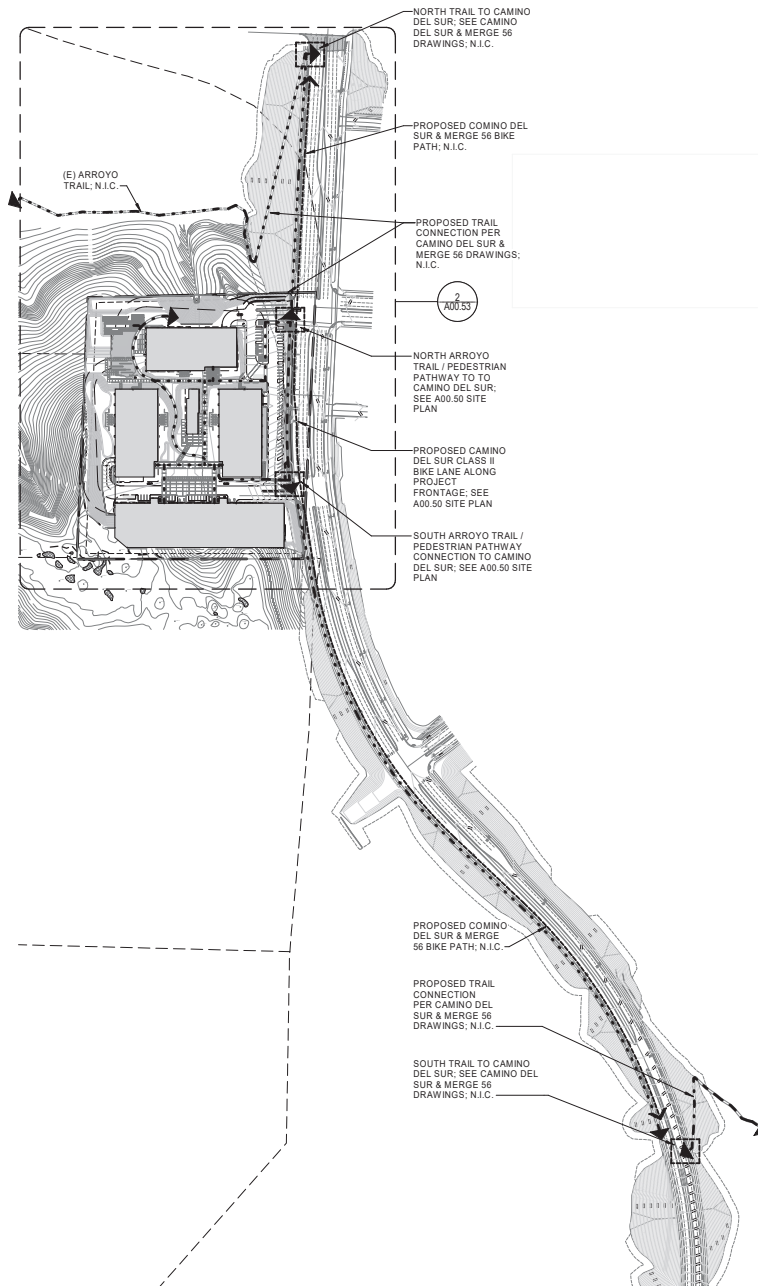 NORTH TRAIL TO CAMINO
DEL SUR; SEE CAMINO
DEL SUR & MERGE 56
DRAWINGS; N.I.C.
PROPOSED COMINO DEL
SUR & MERGE 56 BIKE
PATH; N.I.C.
(E) ARROYO
TRAIL; N.I.C.
PROPOSED TRAIL
CONNECTION PER
CAMINO DEL SUR &
MERGE 56 DRAWINGS;
N.I.C.
2
A00.53
NORTH ARROYO
TRAIL / PEDESTRIAN
PATHWAY TO TO
CAMINO DEL SUR;
SEE A00.50 SITE
PLAN
PROPOSED CAMINO
DEL SUR CLASS II
BIKE LANE ALONG
PROJECT
FRONTAGE; SEE
A00.50 SITE PLAN
SOUTH ARROYO TRAIL /
PEDESTRIAN PATHWAY
CONNECTION TO CAMINO
DEL SUR; SEE A00.50 SITE
PLAN
PROPOSED COMINO
DEL SUR & MERGE
56 BIKE PATH; N.I.C.
PROPOSED TRAIL
CONNECTION
PER CAMINO DEL
SUR & MERGE 56
DRAWINGS; N.I.C.
SOUTH TRAIL TO CAMINO
DEL SUR; SEE CAMINO DEL
SUR & MERGE 56
DRAWINGS; N.I.C.